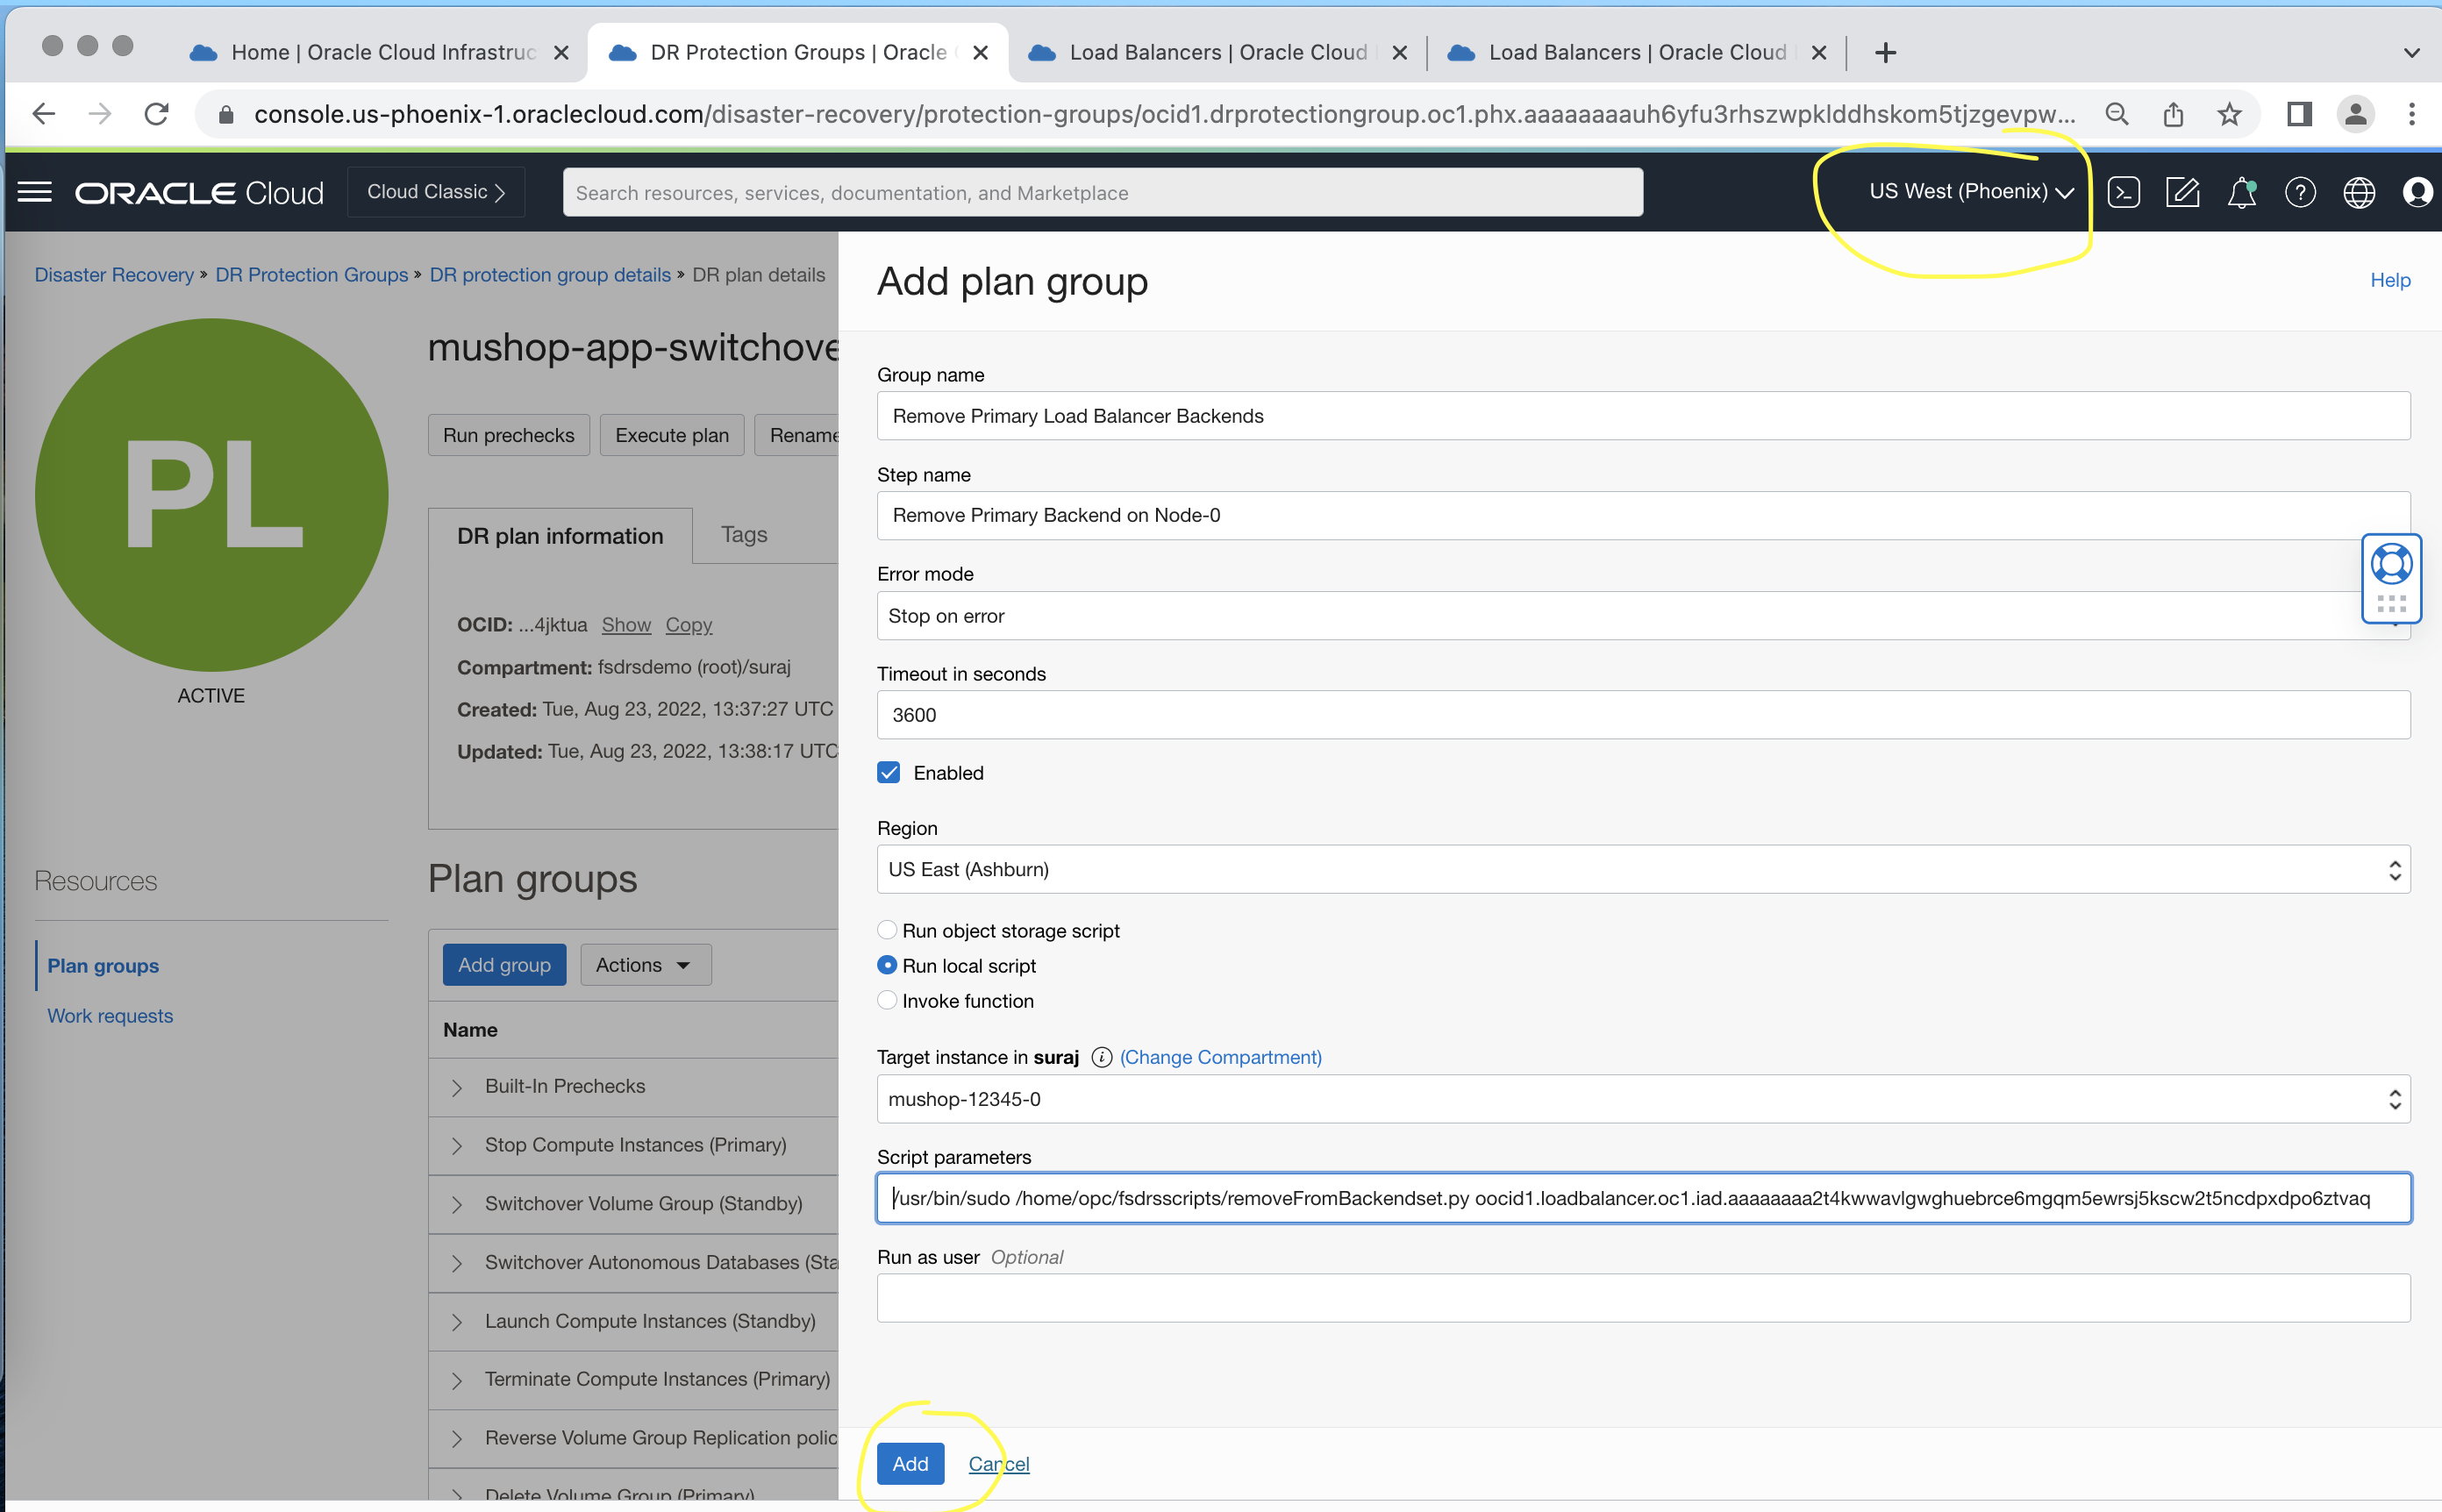 Home | Oracle Cloud Infrastruc
DR Protection Groups | Oracle
Load Balancers | Oracle Cloud
Load Balancers | Oracle Cloud
console.us-phoenix-1.oraclecloud.com/disaster-recovery/protection-groups/ocid1.drprotectiongroup.oc1.phx.aaaaaaaauh6yfu3rhszwpklddhskom5tjzgevpw...
ORACLE Cloud
Cloud Classic
Search resources, services, documentation, and Marketplace
US West (Phoenix)
Disaster Recovery » DR Protection Groups » DR protection group details » DR plan details
PL
ACTIVE
mushop-app-switchove
Run prechecks
Execute plan
Rename
DR plan information
Tags
OCID: ...4jktua Show Copy
Compartment: fsdrsdemo (root)/suraj
Created: Tue, Aug 23, 2022, 13:37:27 UTC
Updated: Tue, Aug 23, 2022, 13:38:17 UTC
Resources
Plan groups
Work requests
Plan groups
Add group
Actions
Name
Built-In Prechecks
Stop Compute Instances (Primary)
Switchover Volume Group (Standby)
Switchover Autonomous Databases (Sta
Launch Compute Instances (Standby)
Terminate Compute Instances (Primary)
Reverse Volume Group Replication polic
Delete Volume Group (Primary)
Add plan group
Help
Group name
Remove Primary Load Balancer Backends
Step name
Remove Primary Backend on Node-0
Error mode
Stop on error
Timeout in seconds
3600
Enabled
Region
US East (Ashburn)
Run object storage script
Run local script
Invoke function
Target instance in suraj (Change Compartment)
mushop-12345-0
Script parameters
/usr/bin/sudo /home/opc/fsdrsscripts/removeFromBackendset.py oocid1.loadbalancer.oc1.iad.aaaaaaaa2t4kwwavlgwghuebrce6mgqm5ewrsj5kscw2t5ncdpxdpo6ztvaq
Run as user Optional
Add
Cancel